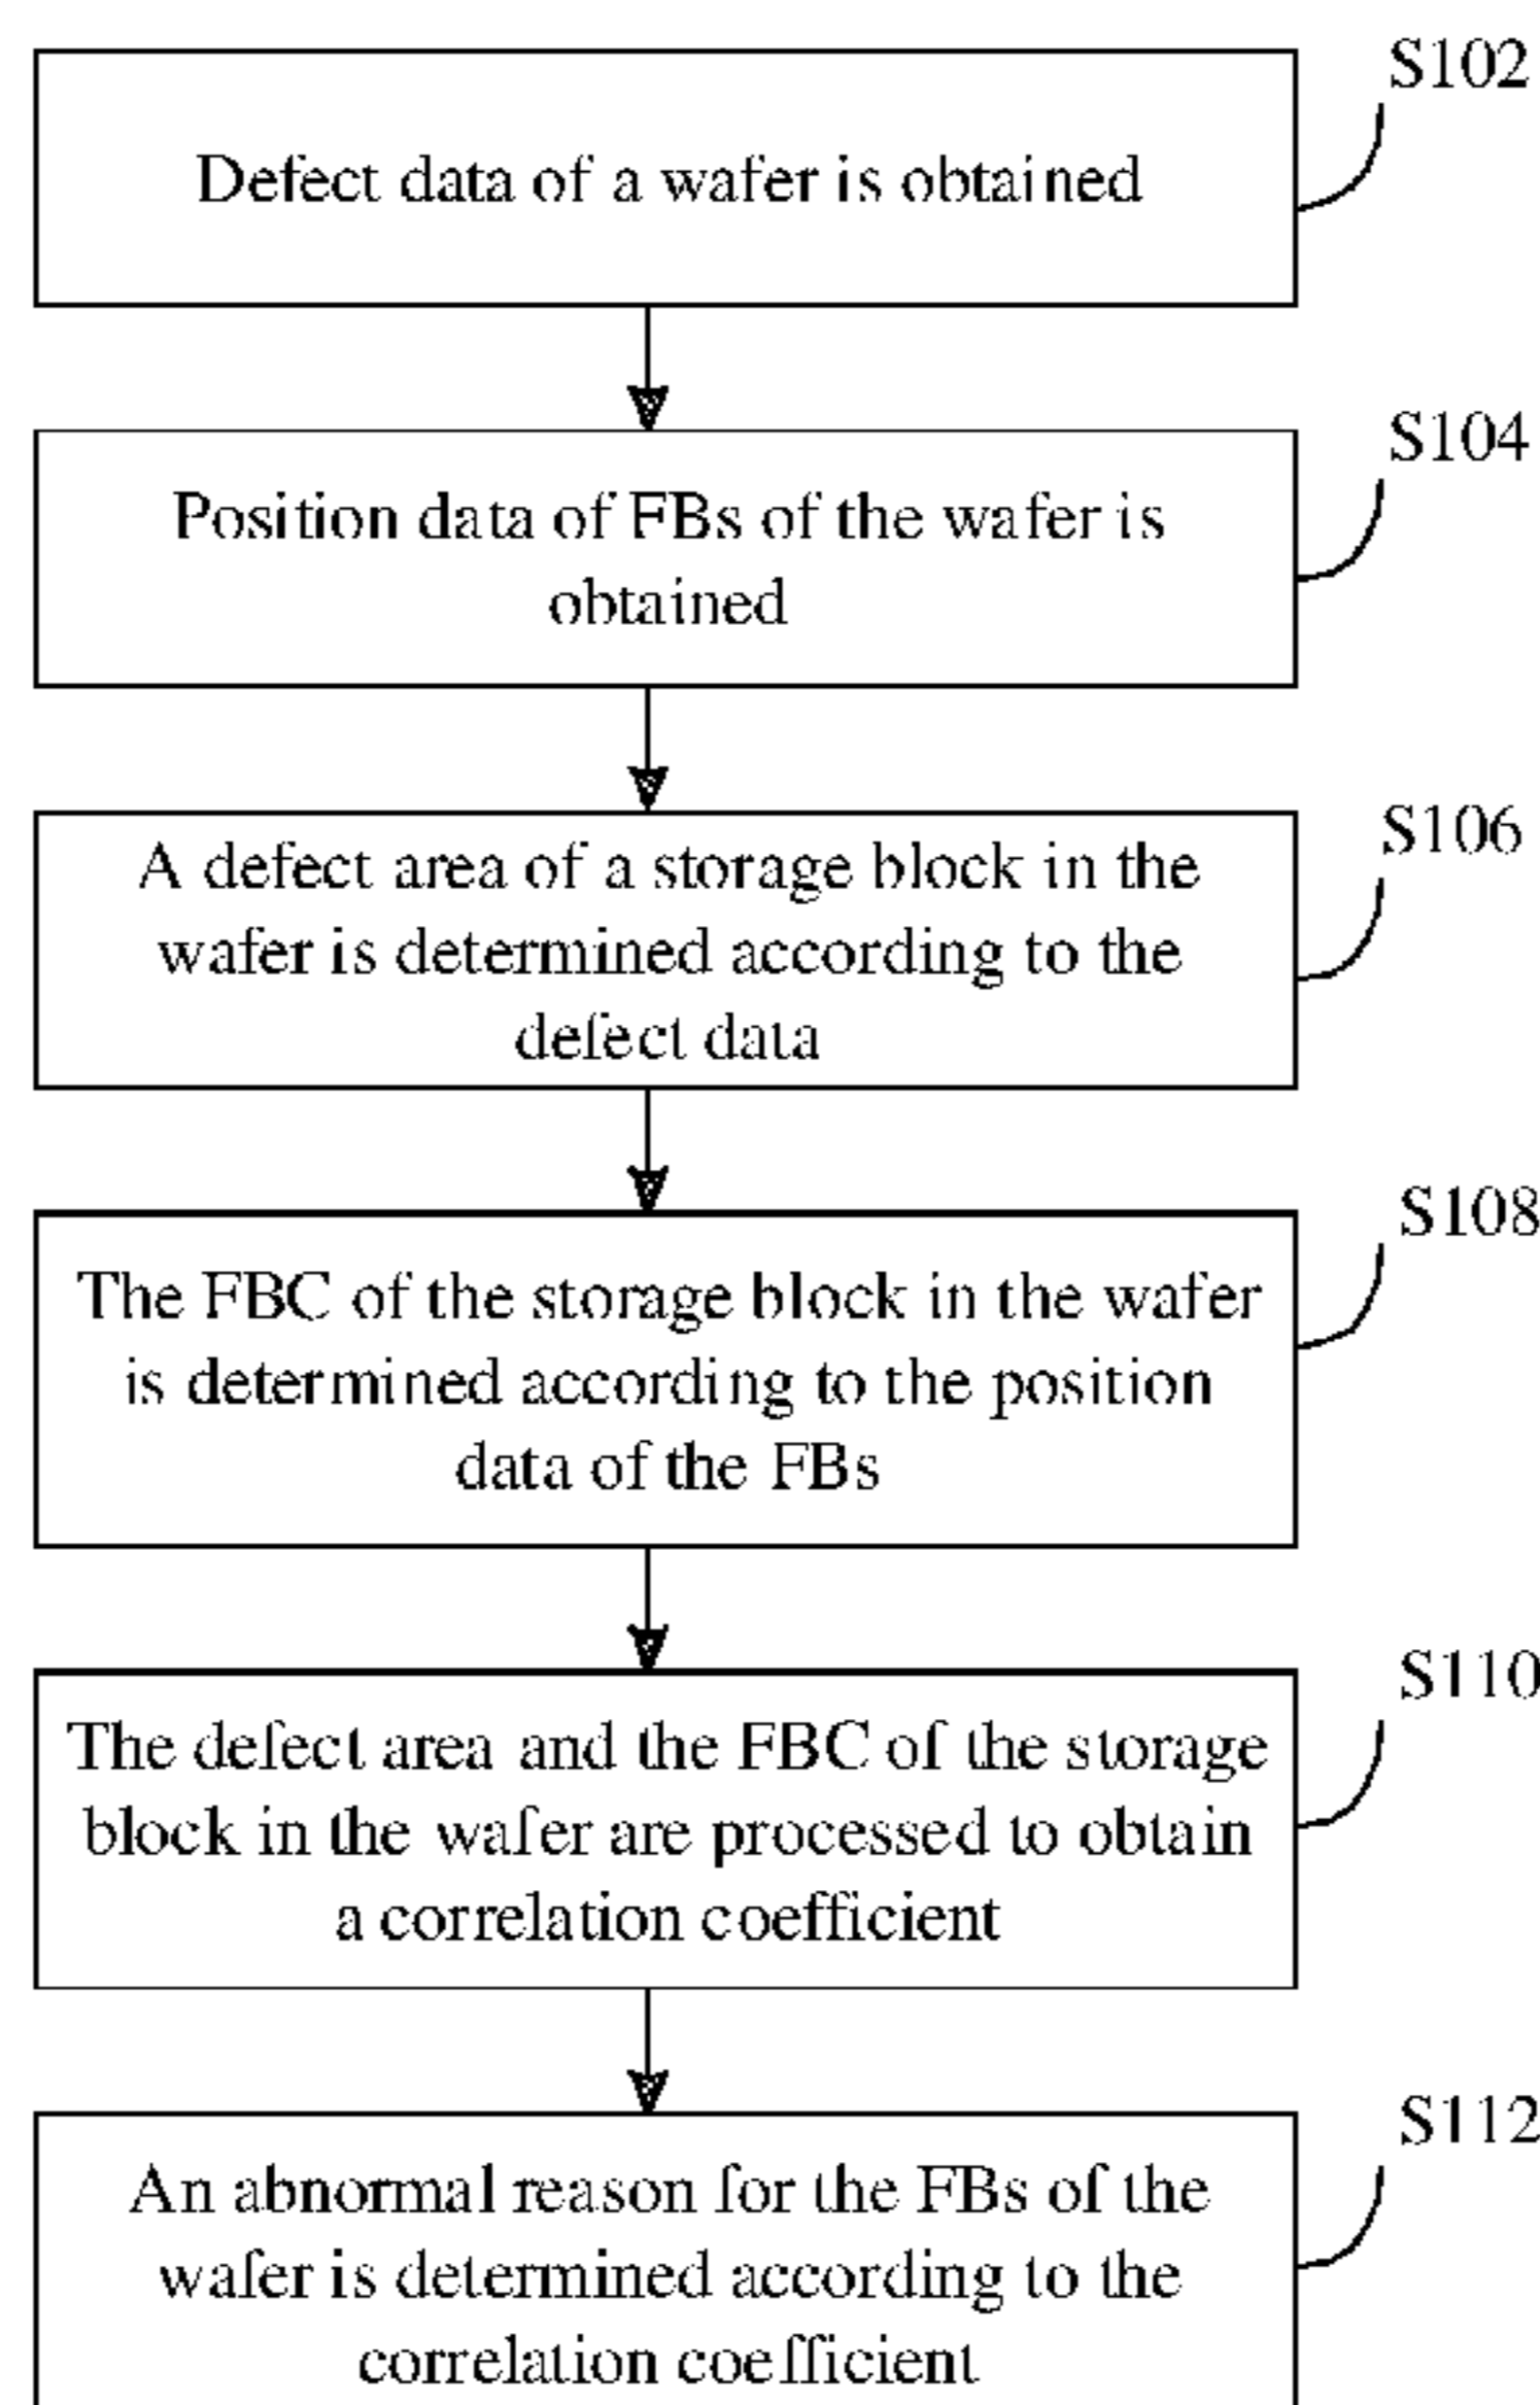 S102
Defect data of a wafer is obtained
S104
Position data of FBs of the wafer is
obtained
S106
A defect area of a storage block in the
wafer is determined according to the
defect data
S108
The FBC of the storage block in the wafer
is determined according to the position
data of the FBs
S110
The defect area and the FBC of the storage
block in the wafer are processed to obtain
a correlation coefficient
S112
An abnormal reason for the FBs of the
wafer is determined according to the
correlation coefficient